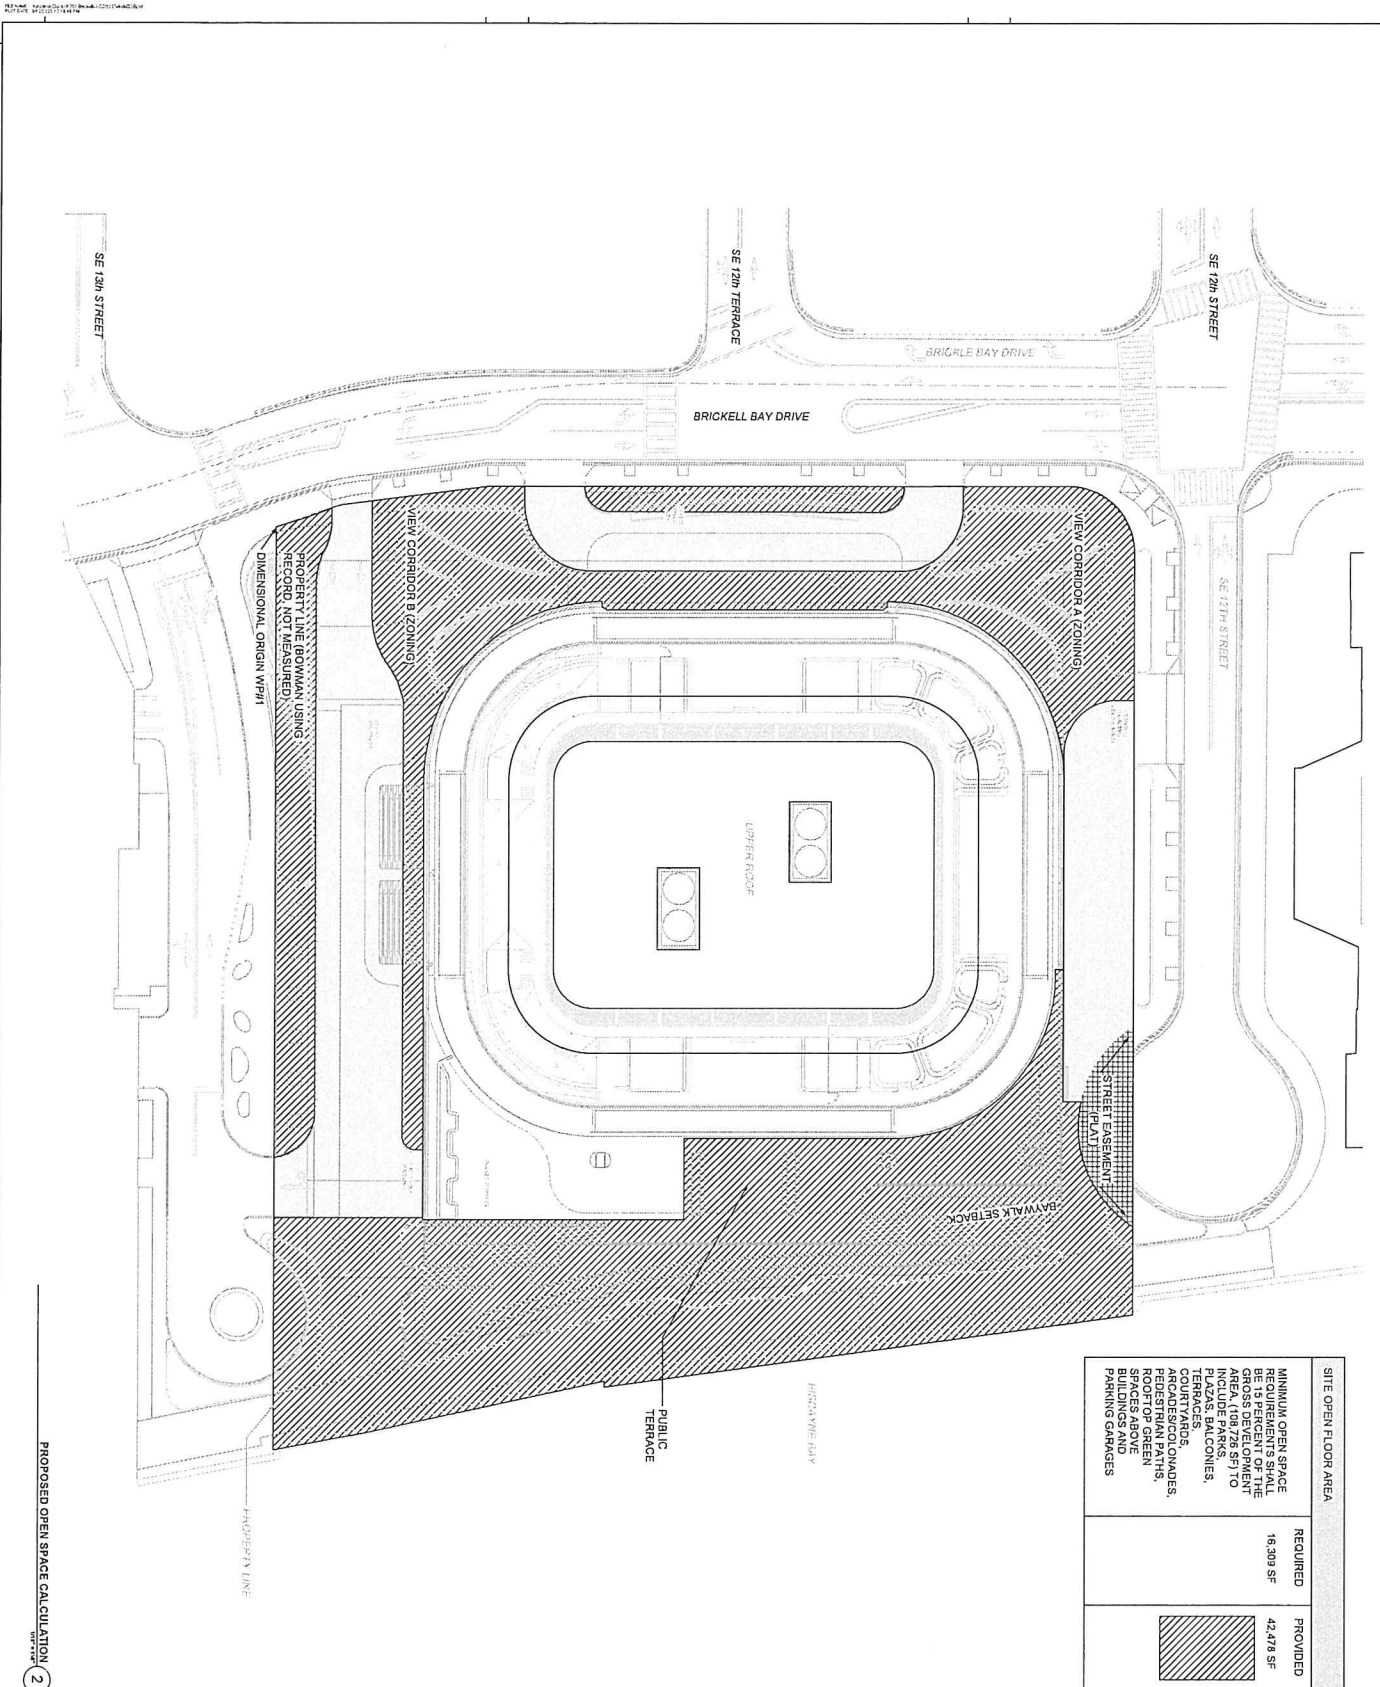 SE 13th STREET
SE 12th TERRACE
SE 12th STREET
BRICKLE BAY DRIVE
BRICKELL BAY DRIVE
SE 12TH STREET
VIEW CORRIDOR A (ZONING)
VIEW CORRIDOR B (ZONING)
PROPERTY LINE (BOWMAN USING
RECORD, NOT MEASURED)
DIMENSIONAL ORIGIN WP#1
UPPER ROOF
STREET EASEMENT
(PLAT)
BAYWALK SETBACK
PUBLIC
TERRACE
BISCAYNE BAY
PROPERTY LINE
SITE OPEN FLOOR AREA
REQUIRED
PROVIDED
MINIMUM OPEN SPACE
REQUIREMENTS SHALL
BE 15 PERCENT OF THE
GROSS DEVELOPMENT
AREA, (108,726 SF) TO
INCLUDE PARKS,
PLAZAS, BALCONIES,
TERRACES,
COURTYARDS,
ARCADES/COLONADES,
PEDESTRIAN PATHS,
ROOFTOP GREEN
SPACES ABOVE
BUILDINGS AND
PARKING GARAGES
16,309 SF
42,478 SF
PROPOSED OPEN SPACE CALCULATION
2